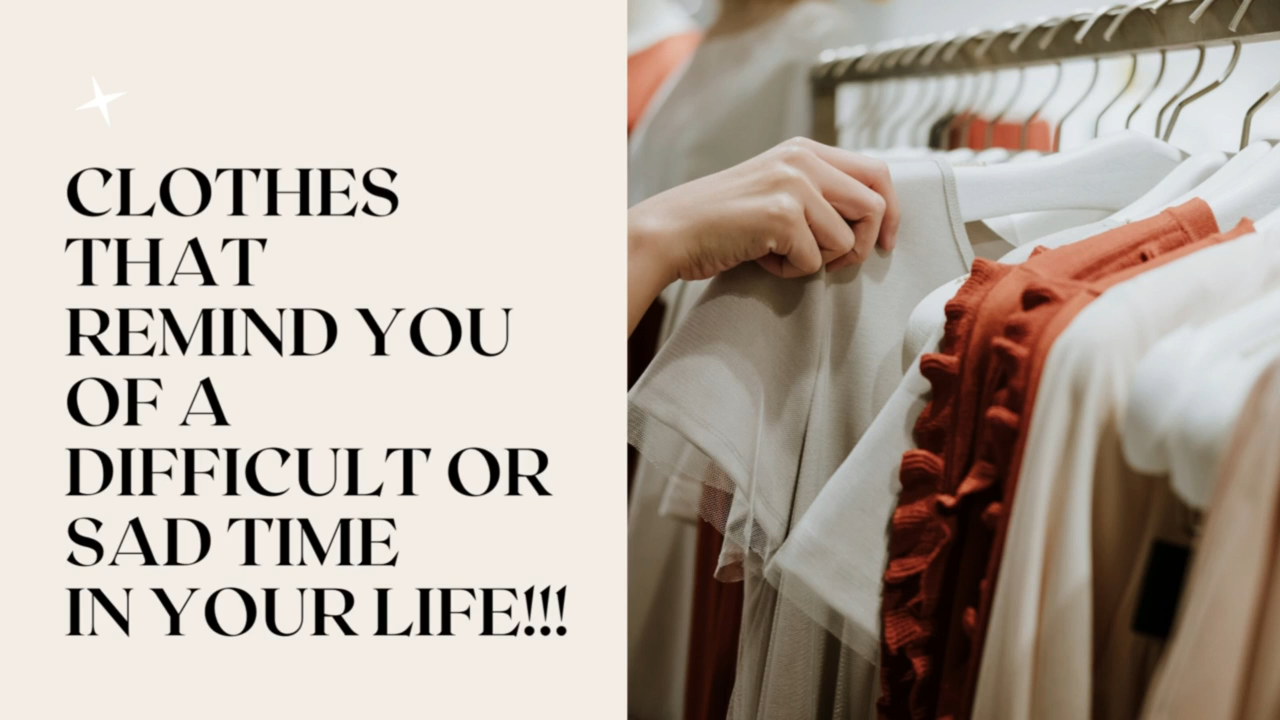 CLOTHES
THAT
REMIND YOU
OF A
DIFFICULT OR
SAD TIME
IN YOUR LIFE!!!